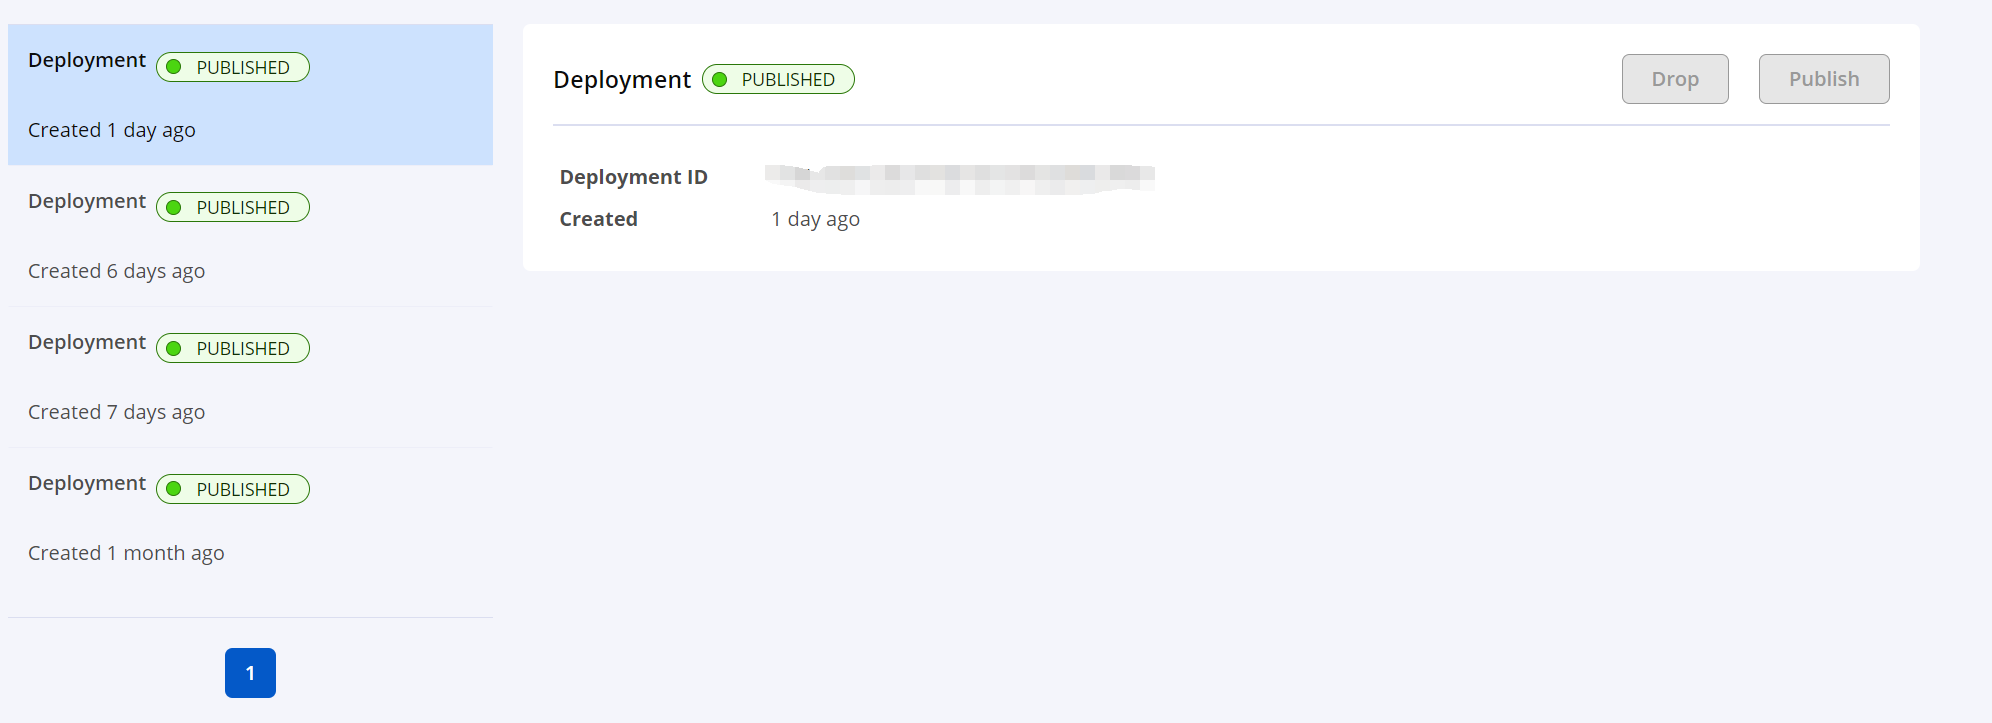 Deployment PUBLISHED
Created 1 day ago
Deployment PUBLISHED
Created 6 days ago
Deployment PUBLISHED
Created 7 days ago
Deployment PUBLISHED
Created 1 month ago
1
Deployment PUBLISHED Drop Publish
Deployment ID
Created 1 day ago